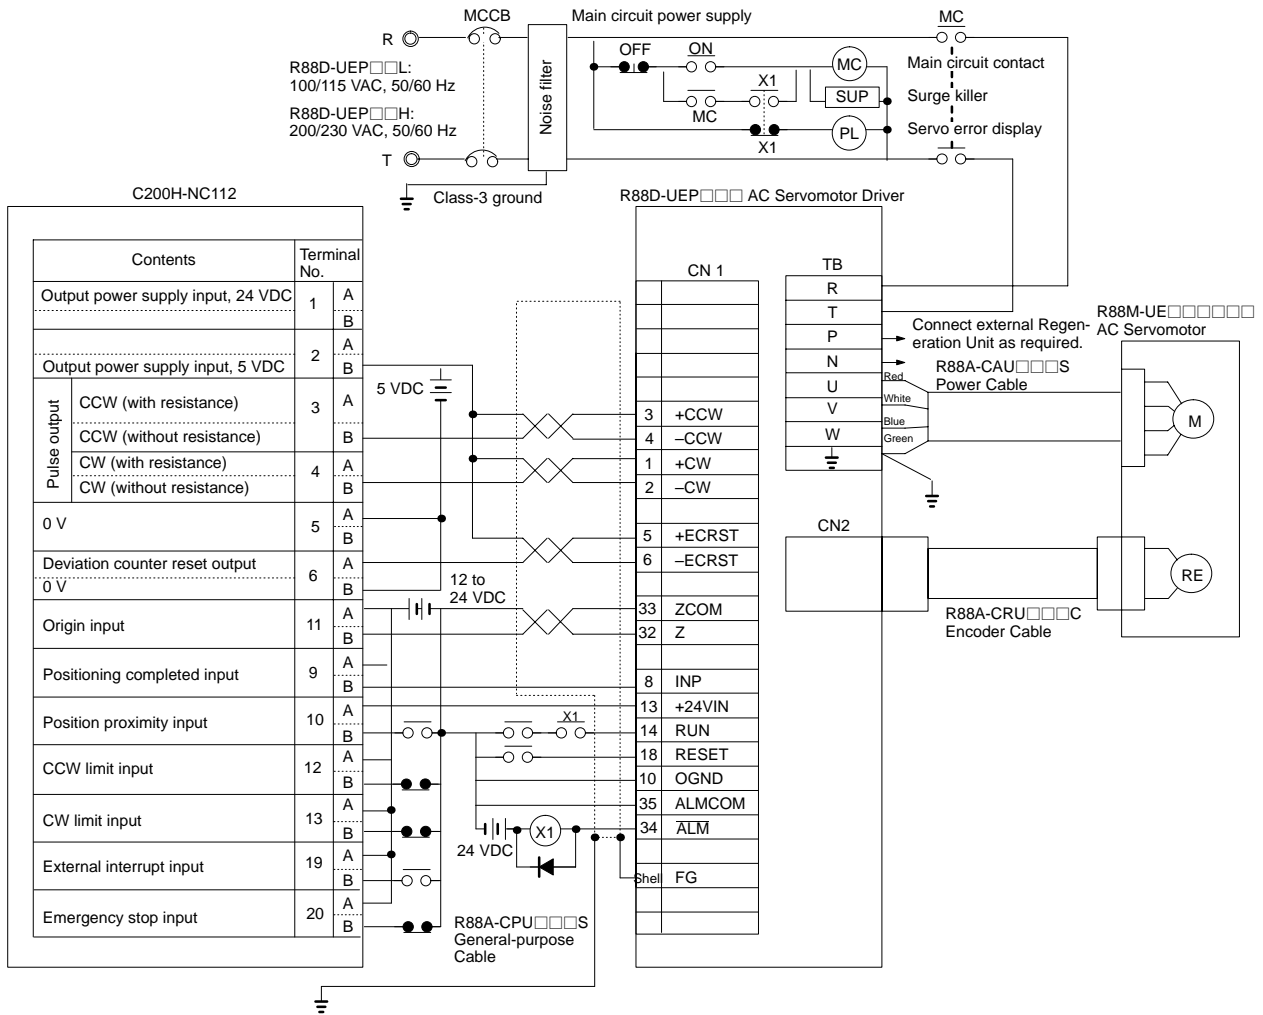 MCCB
Main circuit power supply
MC
R
OFF
ON
MC
Main circuit contact
R88D-UEP□□L:
100/115 VAC, 50/60 Hz
Noise filter
X1
SUP
Surge killer
R88D-UEP□□H:
200/230 VAC, 50/60 Hz
MC
PL
Servo error display
X1
T
Class-3 ground
C200H-NC112
R88D-UEP□□□ AC Servomotor Driver
Contents
Terminal
No.
Output power supply input, 24 VDC
1
A
B
2
A
Output power supply input, 5 VDC
B
Pulse output
CCW (with resistance)
3
A
CCW (without resistance)
B
CW (with resistance)
4
A
CW (without resistance)
B
0 V
5
A
B
Deviation counter reset output
6
A
0 V
B
Origin input
11
A
B
Positioning completed input
9
A
B
Position proximity input
10
A
B
CCW limit input
12
A
B
CW limit input
13
A
B
External interrupt input
19
A
B
Emergency stop input
20
A
B
5 VDC
12 to
24 VDC
X1
X1
24 VDC
R88A-CPU□□□S
General-purpose
Cable
CN 1
3 +CCW
4 –CCW
1 +CW
2 –CW
5 +ECRST
6 –ECRST
33 ZCOM
32 Z
8 INP
13 +24VIN
14 RUN
18 RESET
10 OGND
35 ALMCOM
34 ALM
Shell FG
TB
R
T
P
N
U
V
W
Connect external Regen-
eration Unit as required.
Red
White
Blue
Green
R88A-CAU□□□S
Power Cable
R88M-UE□□□□□□
AC Servomotor
M
CN2
RE
R88A-CRU□□□C
Encoder Cable